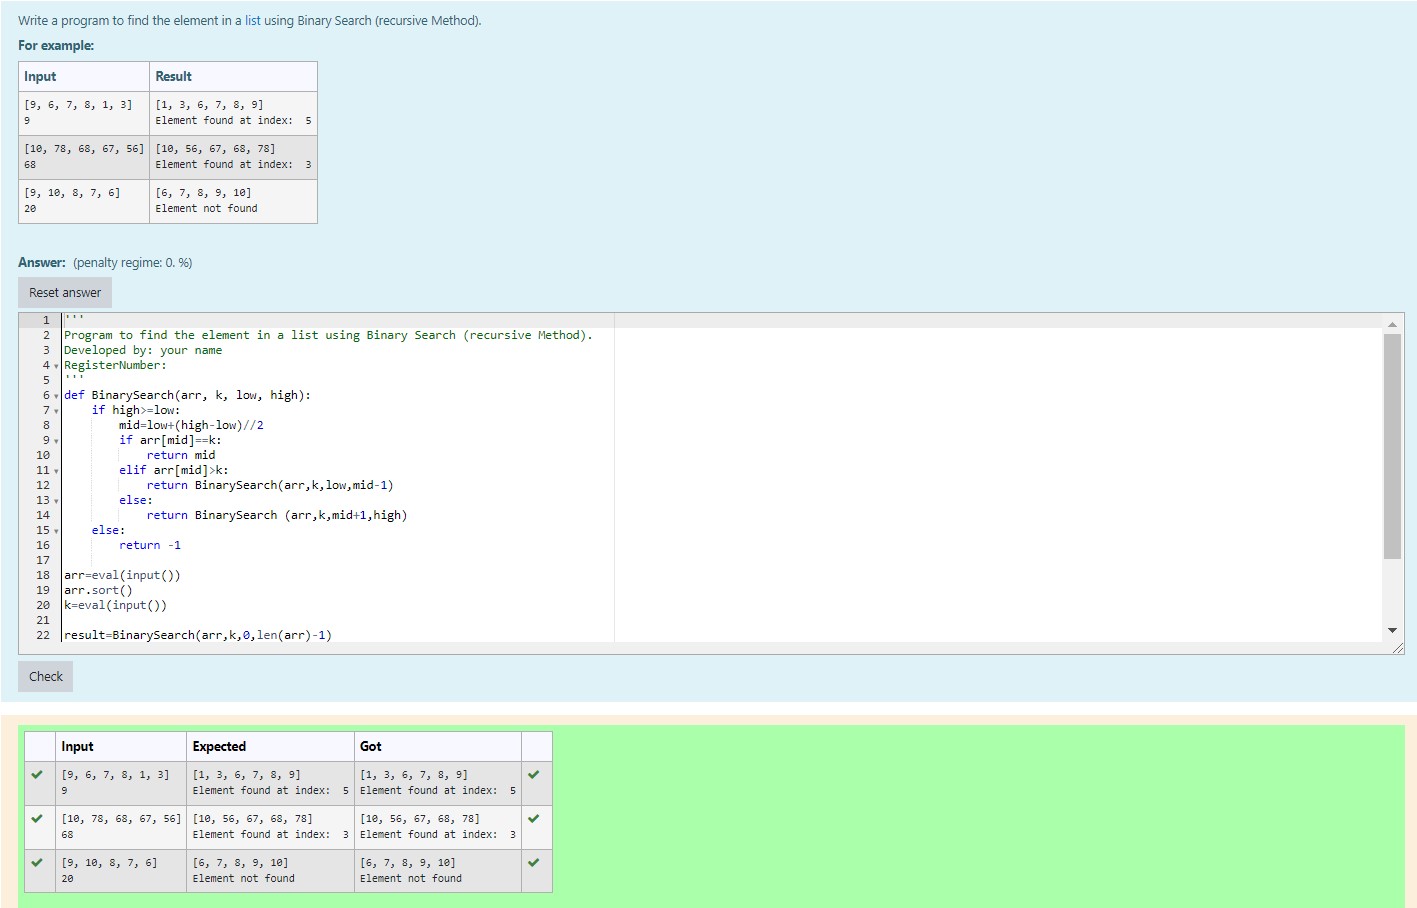 Write a program to find the element in a list using Binary Search (recursive Method).
For example:
Input Result
[9, 6, 7, 8, 1, 3] [1, 3, 6, 7, 8, 9]
9 Element found at index:  5
[10, 78, 68, 67, 56] [10, 56, 67, 68, 78]
68 Element found at index:  3
[9, 10, 8, 7, 6] [6, 7, 8, 9, 10]
20 Element not found
Answer: (penalty regime: 0. %)
Reset answer
1 '''
2 Program to find the element in a list using Binary Search (recursive Method).
3 Developed by: your name
4 RegisterNumber:
5 '''
6 def BinarySearch(arr, k, low, high):
7     if high>=low:
8         mid=low+(high-low)//2
9         if arr[mid]==k:
10             return mid
11         elif arr[mid]>k:
12             return BinarySearch(arr,k,low,mid-1)
13         else:
14             return BinarySearch (arr,k,mid+1,high)
15     else:
16         return -1
17
18 arr=eval(input())
19 arr.sort()
20 k=eval(input())
21
22 result=BinarySearch(arr,k,0,len(arr)-1)
Check
Input Expected Got
[9, 6, 7, 8, 1, 3] [1, 3, 6, 7, 8, 9] [1, 3, 6, 7, 8, 9]
9 Element found at index:  5 Element found at index:  5
[10, 78, 68, 67, 56] [10, 56, 67, 68, 78] [10, 56, 67, 68, 78]
68 Element found at index:  3 Element found at index:  3
[9, 10, 8, 7, 6] [6, 7, 8, 9, 10] [6, 7, 8, 9, 10]
20 Element not found Element not found